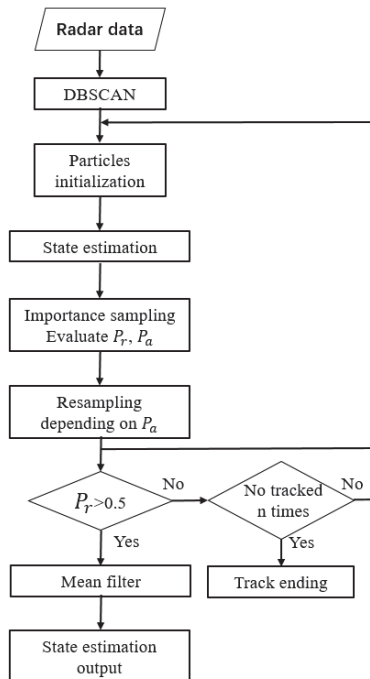 Radar data
DBSCAN
Particles
initialization
State estimation
Importance sampling
Evaluate P_r, P_a
Resampling
depending on P_a
P_r>0.5
No
No tracked
n times
No
Yes
Yes
Mean filter
Track ending
State estimation
output